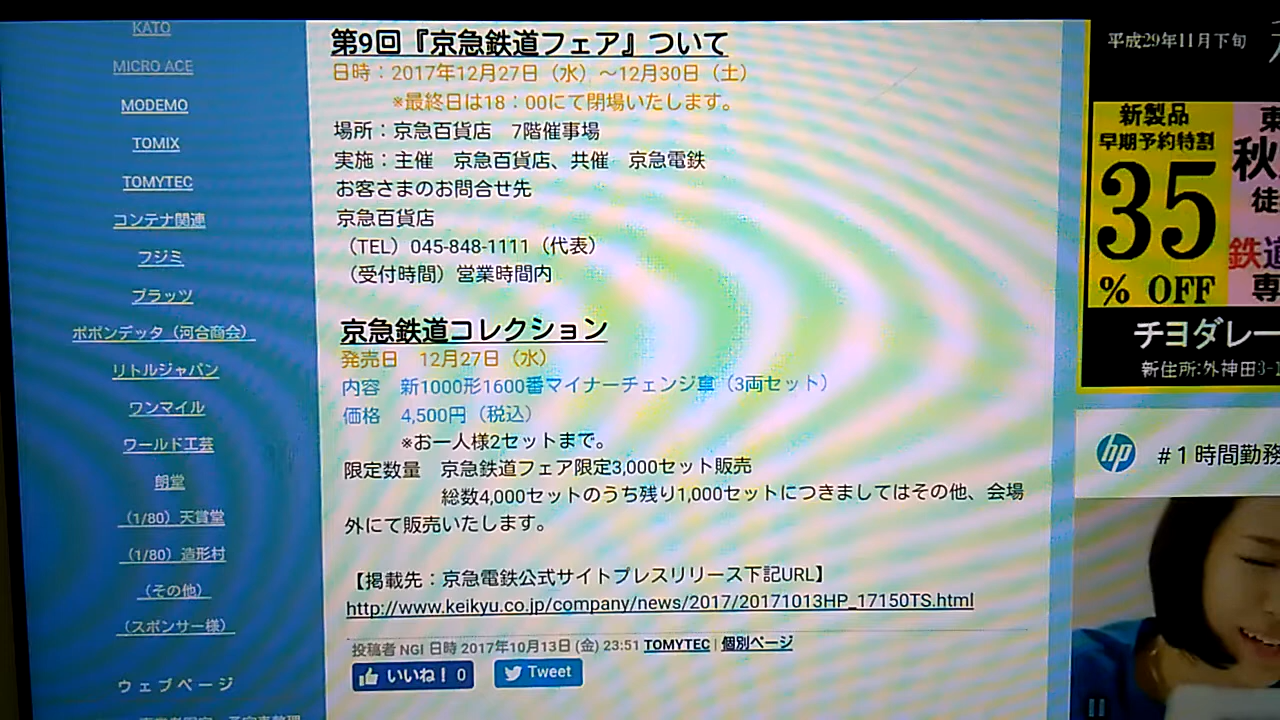 KATO
MICRO ACE
MODEMO
TOMIX
TOMYTEC
コンテナ関連
フジミ
プラッツ
ポポンデッタ（河合商会）
リトルジャパン
ワンマイル
ワールド工芸
朗堂
（1/80）天賞堂
（1/80）造形村
（その他）
（スポンサー様）
ウェブページ
第9回『京急鉄道フェア』ついて
日時：2017年12月27日（水）～12月30日（土）
※最終日は18：00にて閉場いたします。
場所：京急百貨店　7階催事場
実施：主催　京急百貨店、共催　京急電鉄
お客さまのお問合せ先
京急百貨店
（TEL）045-848-1111（代表）
（受付時間）営業時間内
京急鉄道コレクション
発売日　12月27日（水）
内容　新1000形1600番マイナーチェンジ車（3両セット）
価格　4,500円（税込）
※お一人様2セットまで。
限定数量　京急鉄道フェア限定3,000セット販売
総数4,000セットのうち残り1,000セットにつきましてはその他、会場
外にて販売いたします。
【掲載先：京急電鉄公式サイトプレスリリース下記URL】
http://www.keikyu.co.jp/company/news/2017/20171013HP_17150TS.html
投稿者 NGI 日時 2017年10月13日 (金) 23:51 TOMYTEC | 個別ページ
いいね！ 0
Tweet
平成29年11月下旬
新製品
早期予約特割
35
% OFF
秋
徒
鉄道
専
チヨダレー
新住所:外神田3-1
hp
#１時間勤務